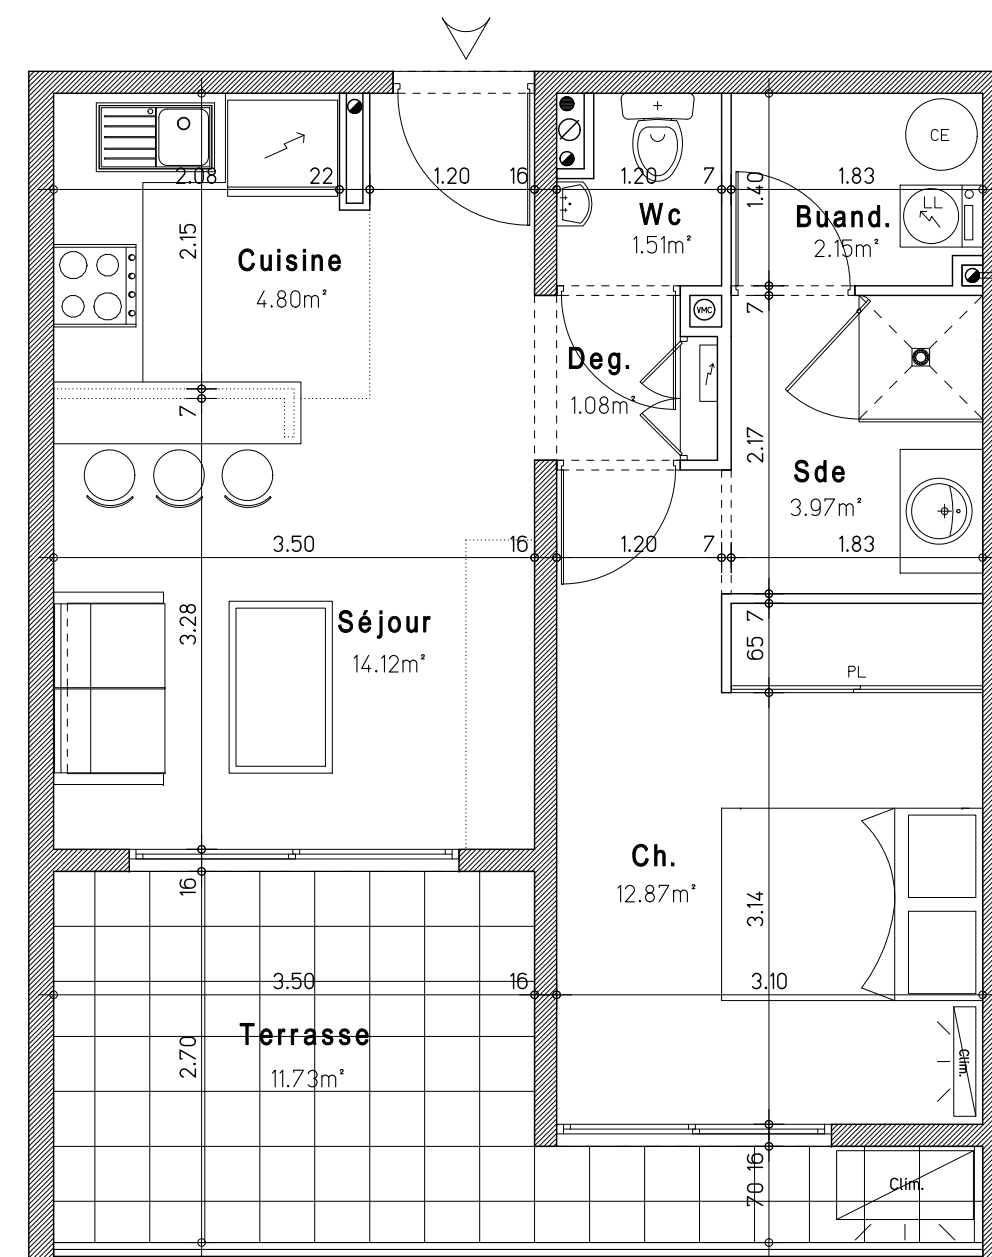 CE
2.08
22
1.20
16
1.20
7
1.40
1.83
LL
Wc
1.51m²
Buand.
2.15m²
2.15
Cuisine
4.80m²
7
VMC
Deg.
1.08m²
7
2.17
Sde
3.97m²
3.50
16
1.20
7
1.83
3.28
Séjour
14.12m²
7
65
PL
Ch.
12.87m²
16
3.14
3.50
16
3.10
Terrasse
11.73m²
2.70
Clim.
16
70
Clim.